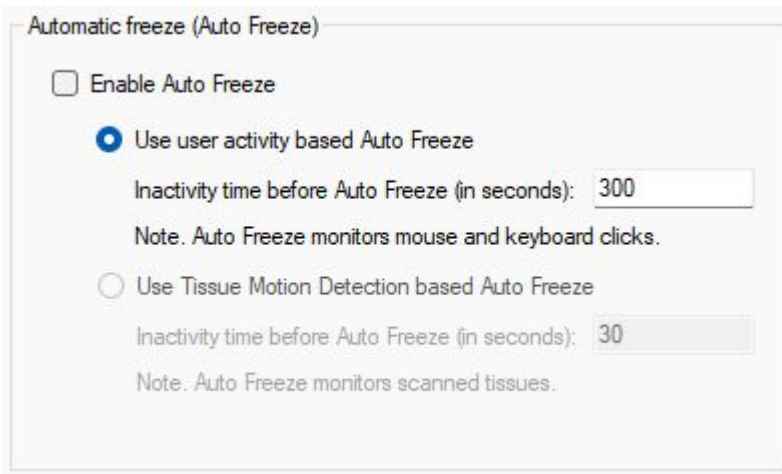 Automatic freeze (Auto Freeze)
Enable Auto Freeze
Use user activity based Auto Freeze
Inactivity time before Auto Freeze (in seconds): 300
Note. Auto Freeze monitors mouse and keyboard clicks.
Use Tissue Motion Detection based Auto Freeze
Inactivity time before Auto Freeze (in seconds): 30
Note. Auto Freeze monitors scanned tissues.